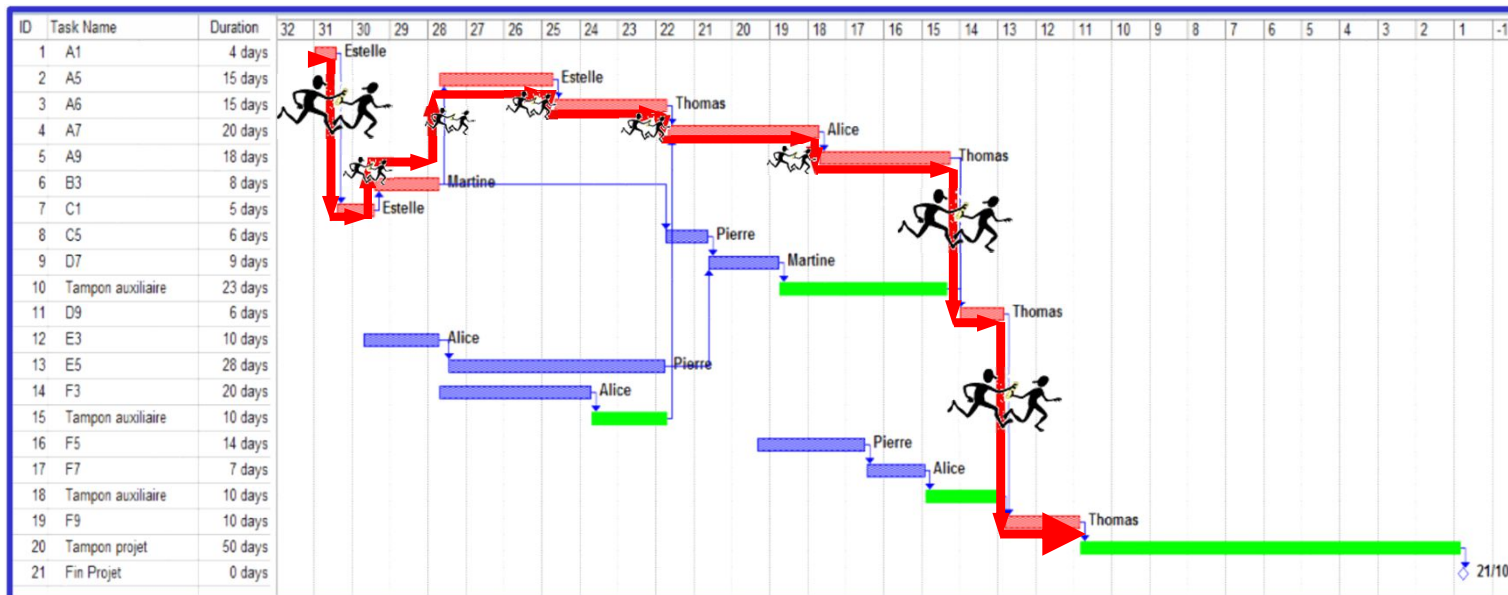 ID Task Name Duration 32 31 30 29 28 27 26 25 24 23 22 21 20 19 18 17 16 15 14 13 12 11 10 9 8 7 6 5 4 3 2 1 -1
1 A1 4 days Estelle
2 A5 15 days Estelle
3 A6 15 days Thomas
4 A7 20 days Alice
5 A9 18 days Thomas
6 B3 8 days Martine
7 C1 5 days Estelle
8 C5 6 days Pierre
9 D7 9 days Martine
10 Tampon auxiliaire 23 days
11 D9 6 days Thomas
12 E3 10 days Alice
13 E5 28 days Pierre
14 F3 20 days Alice
15 Tampon auxiliaire 10 days
16 F5 14 days Pierre
17 F7 7 days Alice
18 Tampon auxiliaire 10 days
19 F9 10 days Thomas
20 Tampon projet 50 days
21 Fin Projet 0 days 21/10